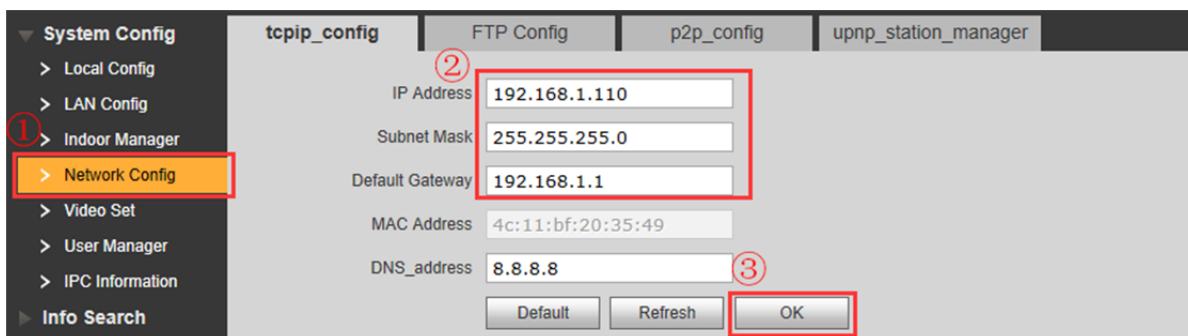 System Config
Local Config
LAN Config
① Indoor Manager
Network Config
Video Set
User Manager
IPC Information
Info Search
tcpip_config FTP Config p2p_config upnp_station_manager
②
IP Address 192.168.1.110
Subnet Mask 255.255.255.0
Default Gateway 192.168.1.1
MAC Address 4c:11:bf:20:35:49
DNS_address 8.8.8.8
③
Default Refresh OK